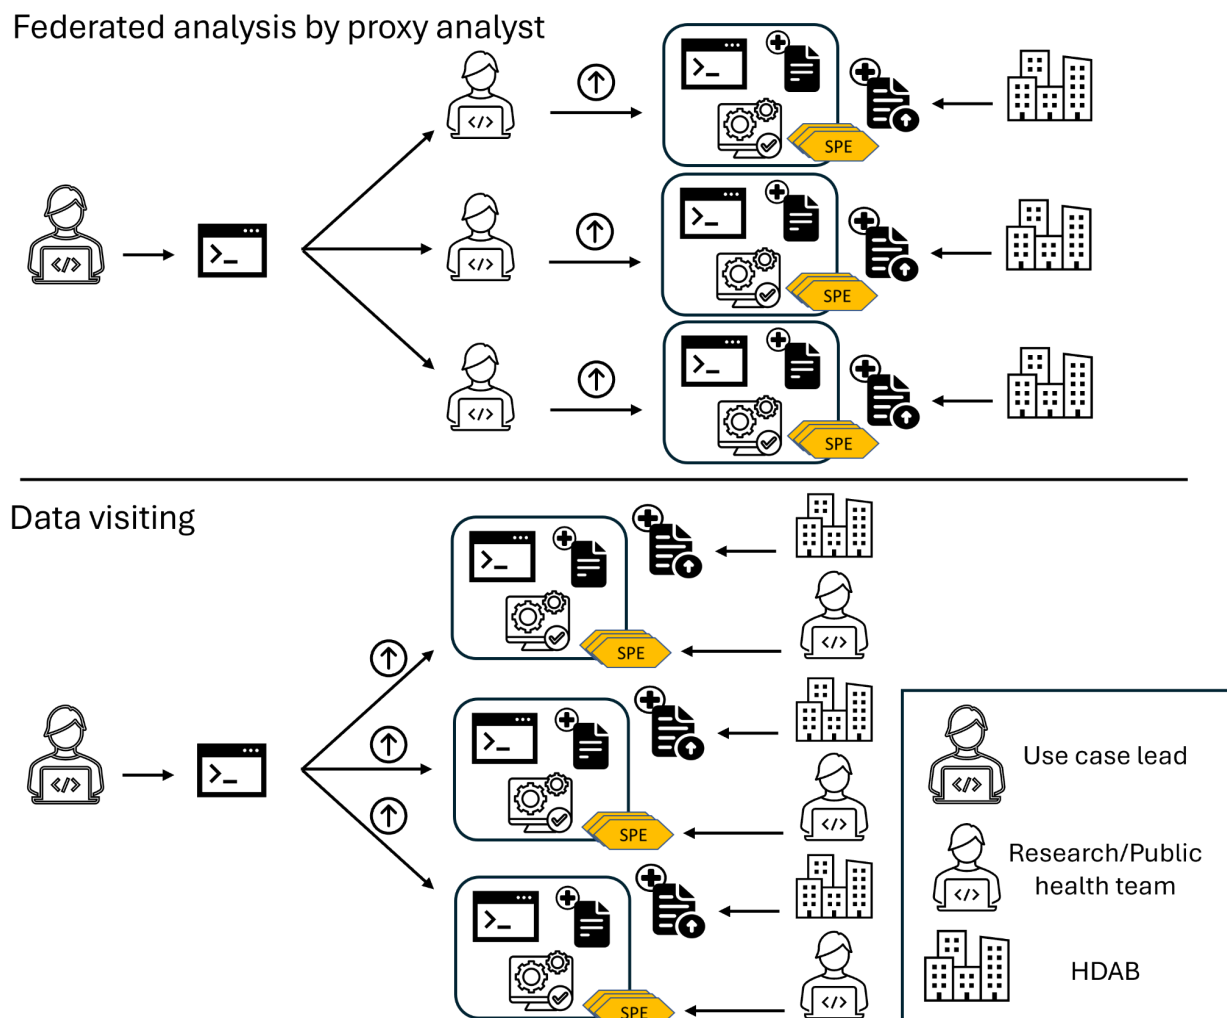 Federated analysis by proxy analyst
</>
>_
</>
</>
</>
>_
SPE
>_
SPE
>_
SPE
Data visiting
</>
>_
>_
SPE
</>
>_
SPE
</>
>_
SPE
</>
</>
Use case lead
</>
Research/Public
health team
HDAB